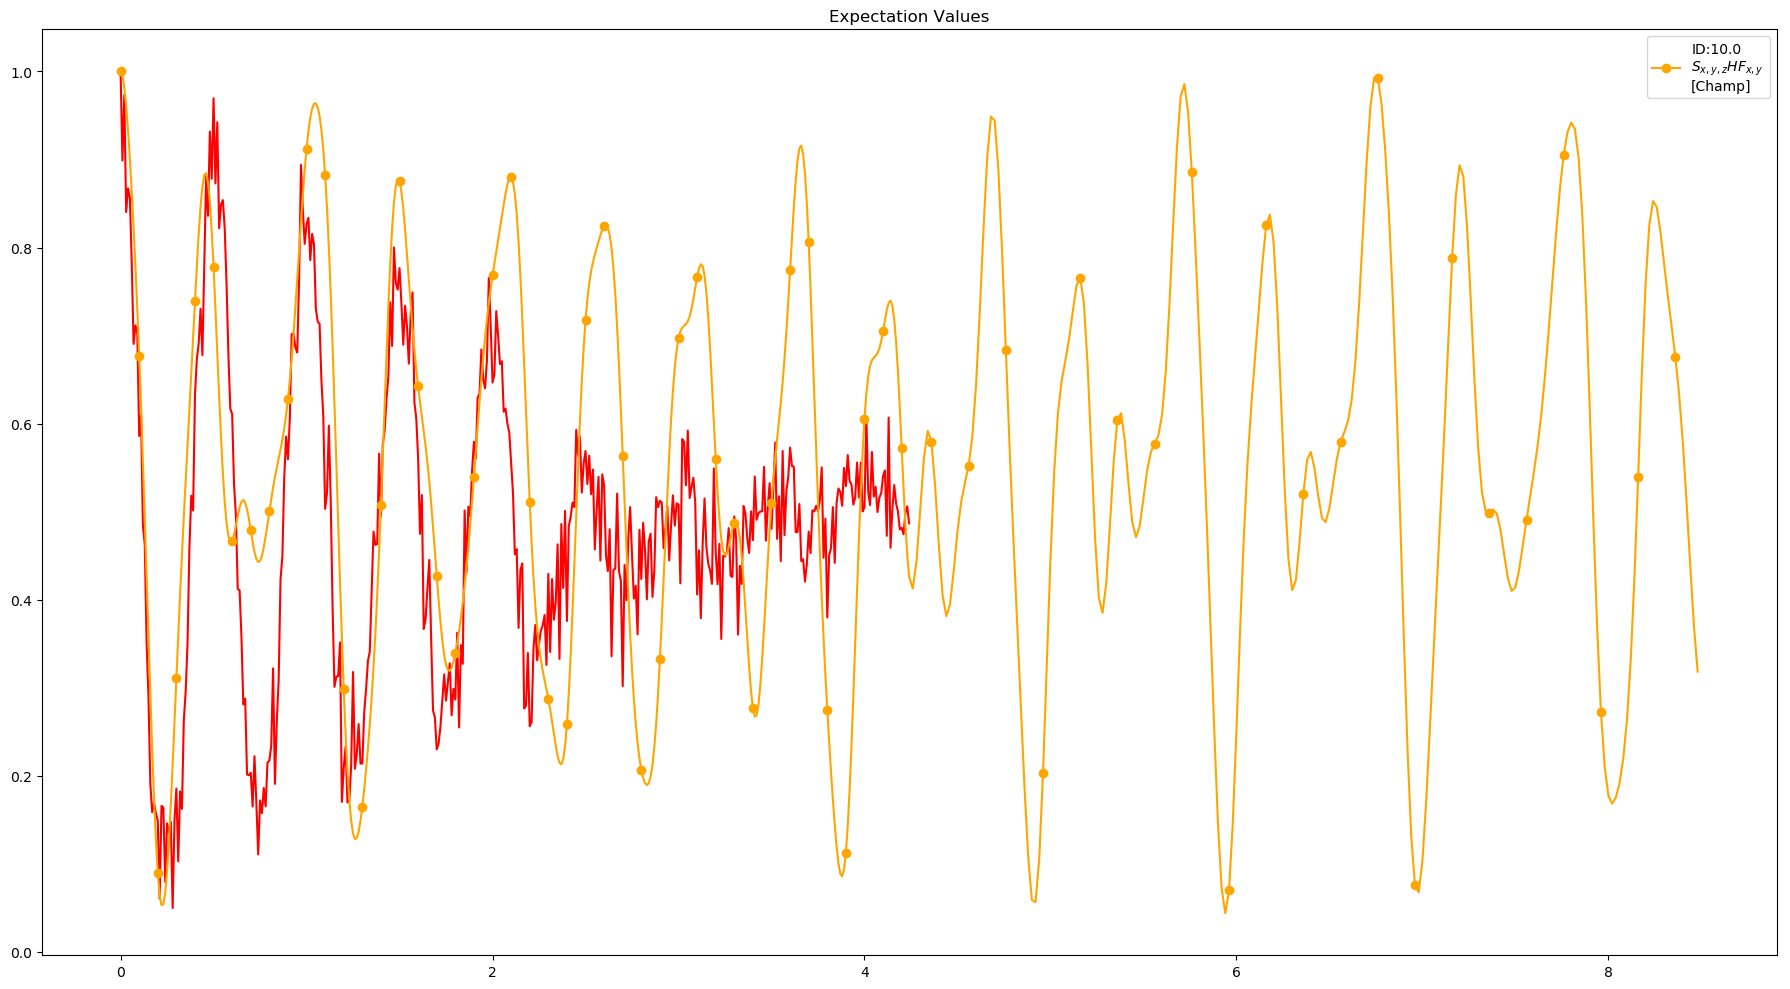 Expectation Values
ID:10.0
S_{x,y,z}HF_{x,y}
[Champ]
1.0
0.8
0.6
0.4
0.2
0.0
0 2 4 6 8